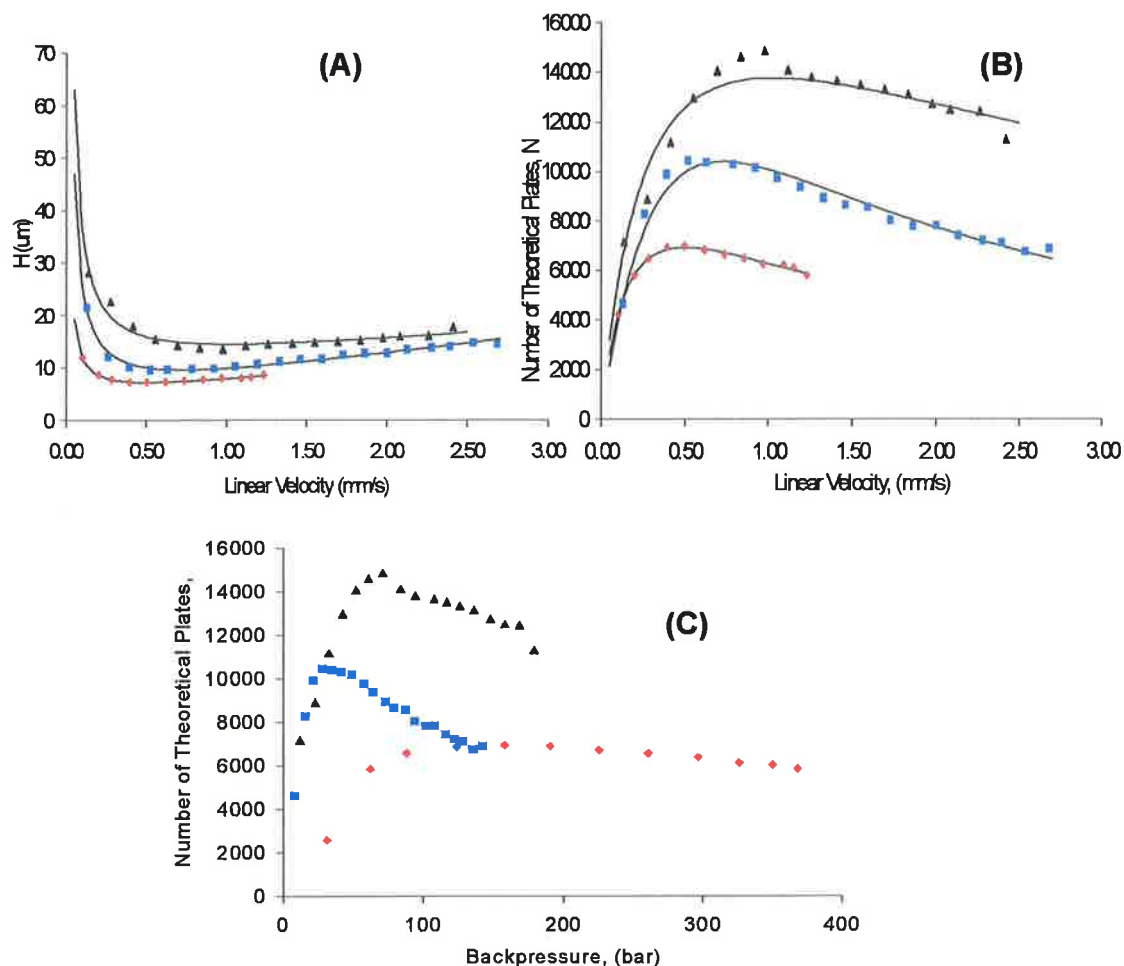 (A)
70
60
50
40
30
20
10
0
H(um)
0.00 0.50 1.00 1.50 2.00 2.50 3.00
Linear Velocity (mm/s)
(B)
16000
14000
12000
10000
8000
6000
4000
2000
0
Number of Theoretical Plates, N
0.00 0.50 1.00 1.50 2.00 2.50 3.00
Linear Velocity, (mm/s)
(C)
16000
14000
12000
10000
8000
6000
4000
2000
0
Number of Theoretical Plates,
0 100 200 300 400
Backpressure, (bar)